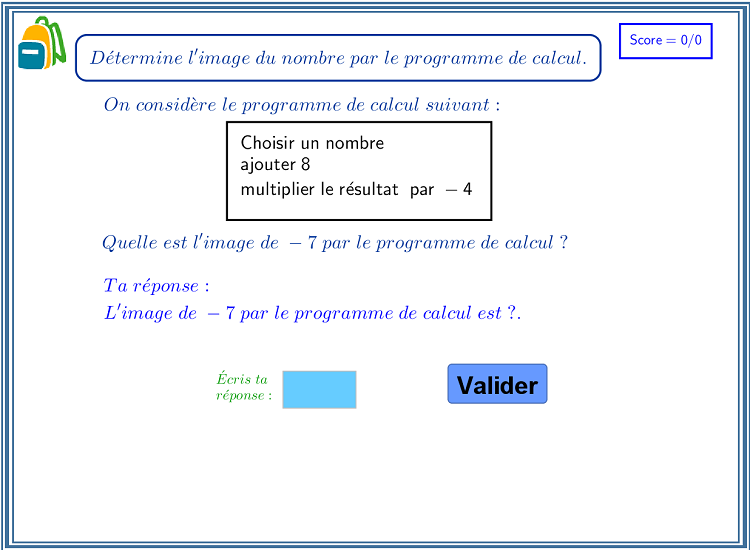 Score = 0/0
Détermine l'image du nombre par le programme de calcul.
On considère le programme de calcul suivant :
Choisir un nombre
ajouter 8
multiplier le résultat par − 4
Quelle est l'image de − 7 par le programme de calcul ?
Ta réponse :
L'image de − 7 par le programme de calcul est ?.
Écris ta
réponse :
Valider